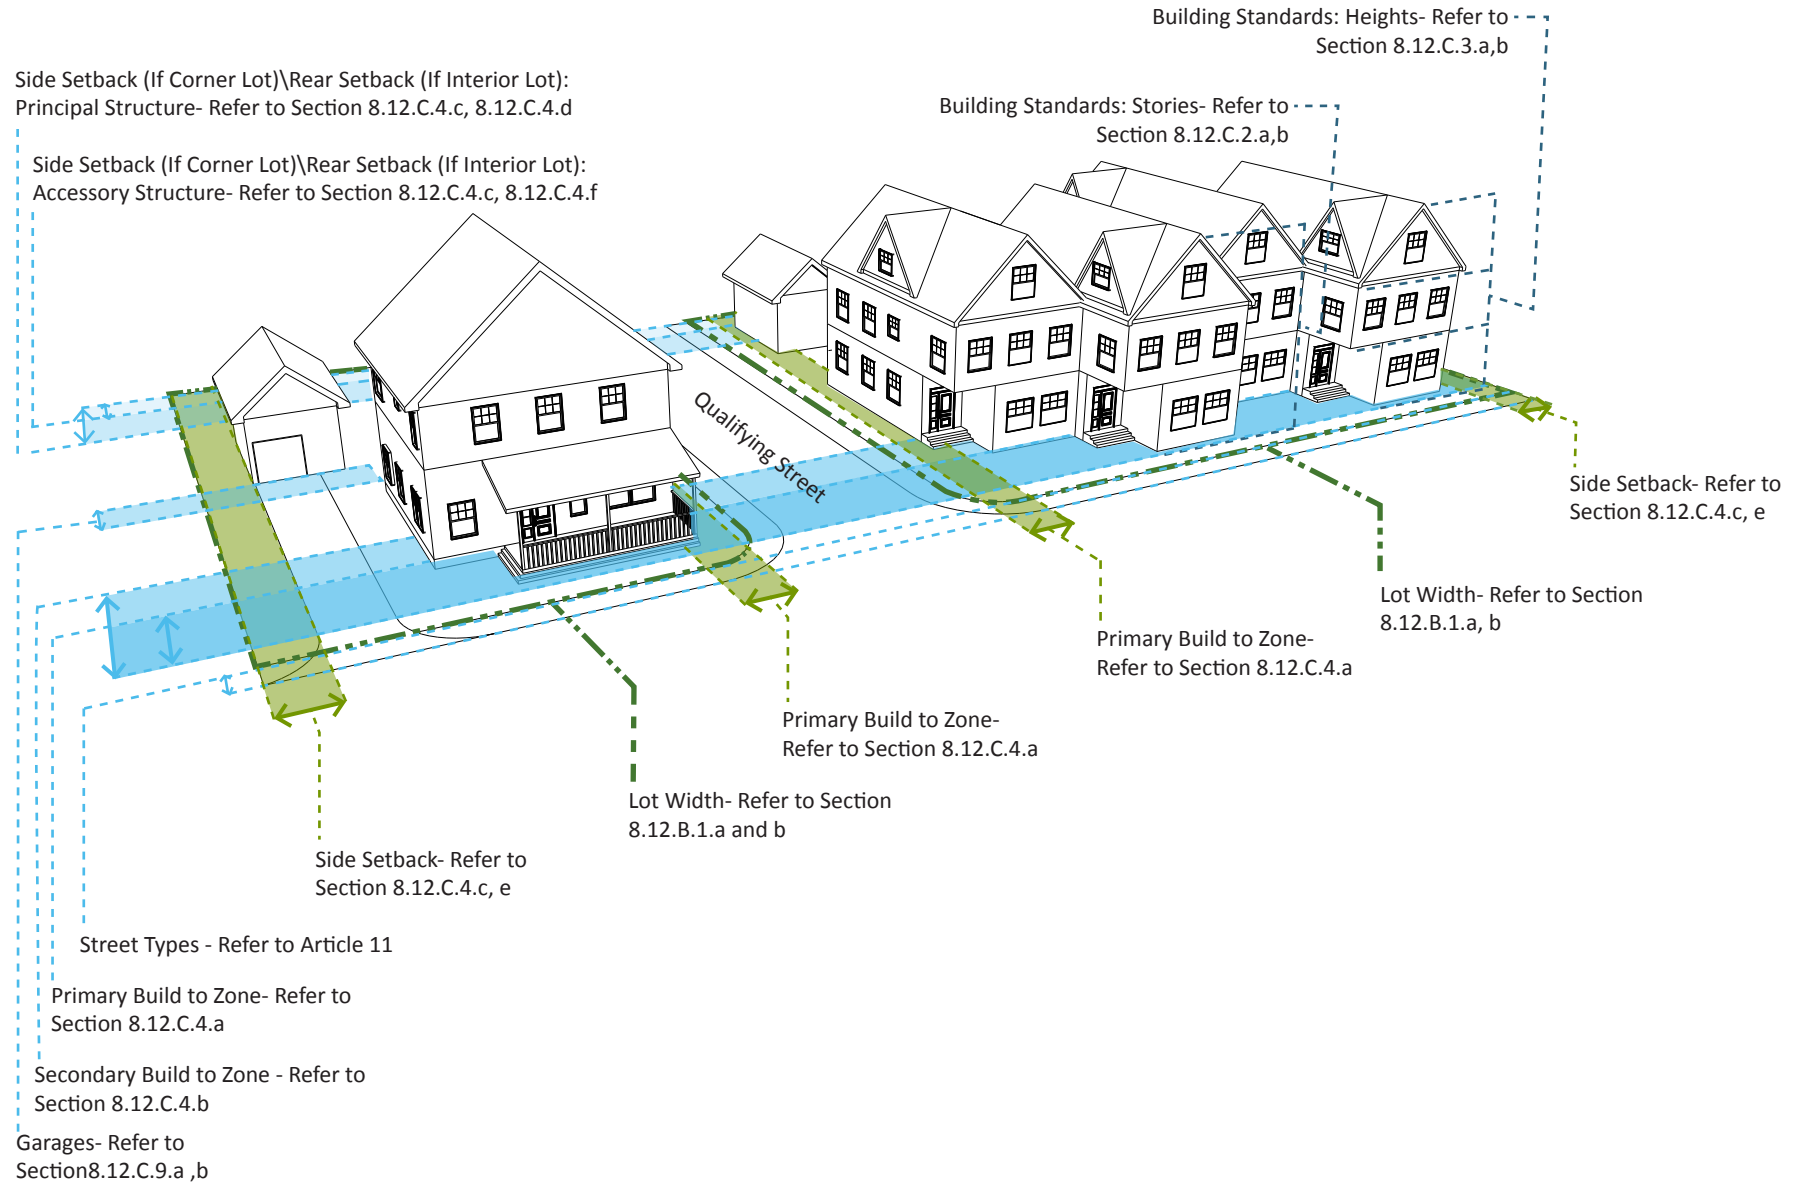 Building Standards: Heights- Refer to
Section 8.12.C.3.a,b
Side Setback (If Corner Lot)\Rear Setback (If Interior Lot):
Principal Structure- Refer to Section 8.12.C.4.c, 8.12.C.4.d
Building Standards: Stories- Refer to
Section 8.12.C.2.a,b
Side Setback (If Corner Lot)\Rear Setback (If Interior Lot):
Accessory Structure- Refer to Section 8.12.C.4.c, 8.12.C.4.f
Qualifying Street
Side Setback- Refer to
Section 8.12.C.4.c, e
Lot Width- Refer to Section
8.12.B.1.a, b
Primary Build to Zone-
Refer to Section 8.12.C.4.a
Primary Build to Zone-
Refer to Section 8.12.C.4.a
Lot Width- Refer to Section
8.12.B.1.a and b
Side Setback- Refer to
Section 8.12.C.4.c, e
Street Types - Refer to Article 11
Primary Build to Zone- Refer to
Section 8.12.C.4.a
Secondary Build to Zone - Refer to
Section 8.12.C.4.b
Garages- Refer to
Section8.12.C.9.a ,b